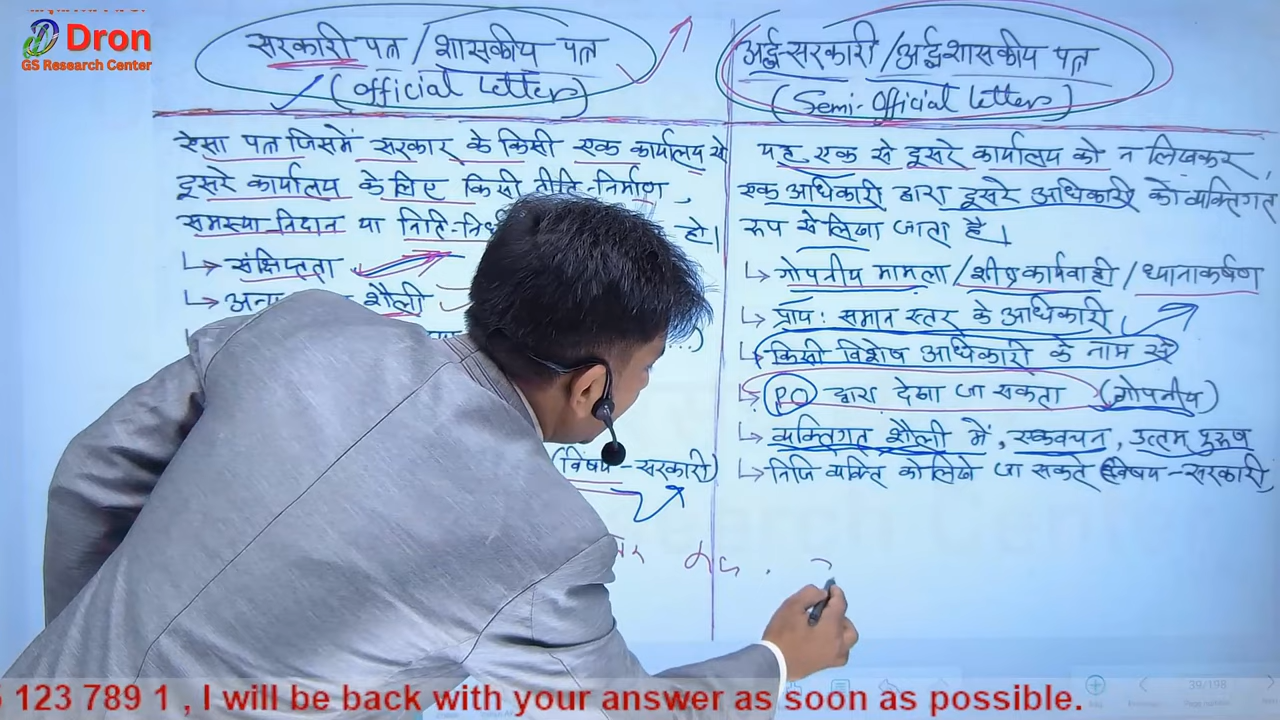 Dron
GS Research Center
सरकारी पत्र / शासकीय पत्र
(Official Letter)
ऐसा पत्र जिसमें सरकार के किसी एक कार्यालय से
दूसरे कार्यालय के लिए किसी नीति-निर्माण,
समस्या-निदान या निति-नि हो।
↳ संक्षिप्तता
↳ शैली
(विषय-सरकारी)
अर्द्धसरकारी / अर्द्धशासकीय पत्र
(Semi-Official Letter)
यह एक से दूसरे कार्यालय को न लिखकर,
एक अधिकारी द्वारा दूसरे अधिकारी को व्यक्तिगत
रूप से लिखा जाता है।
↳ गोपनीय मामला / शीघ्र कार्यवाही / ध्यानाकर्षण
↳ प्रायः समान स्तर के अधिकारी,
↳ किसी विशेष अधिकारी के नाम से
↳ PO द्वारा देखा जा सकता (गोपनीय)
↳ व्यक्तिगत शैली में, एकवचन, उत्तम पुरुष
↳ निजि व्यक्ति को लिखे जा सकते विषय-सरकारी,
123 789 1 , I will be back with your answer as soon as possible.
39/198